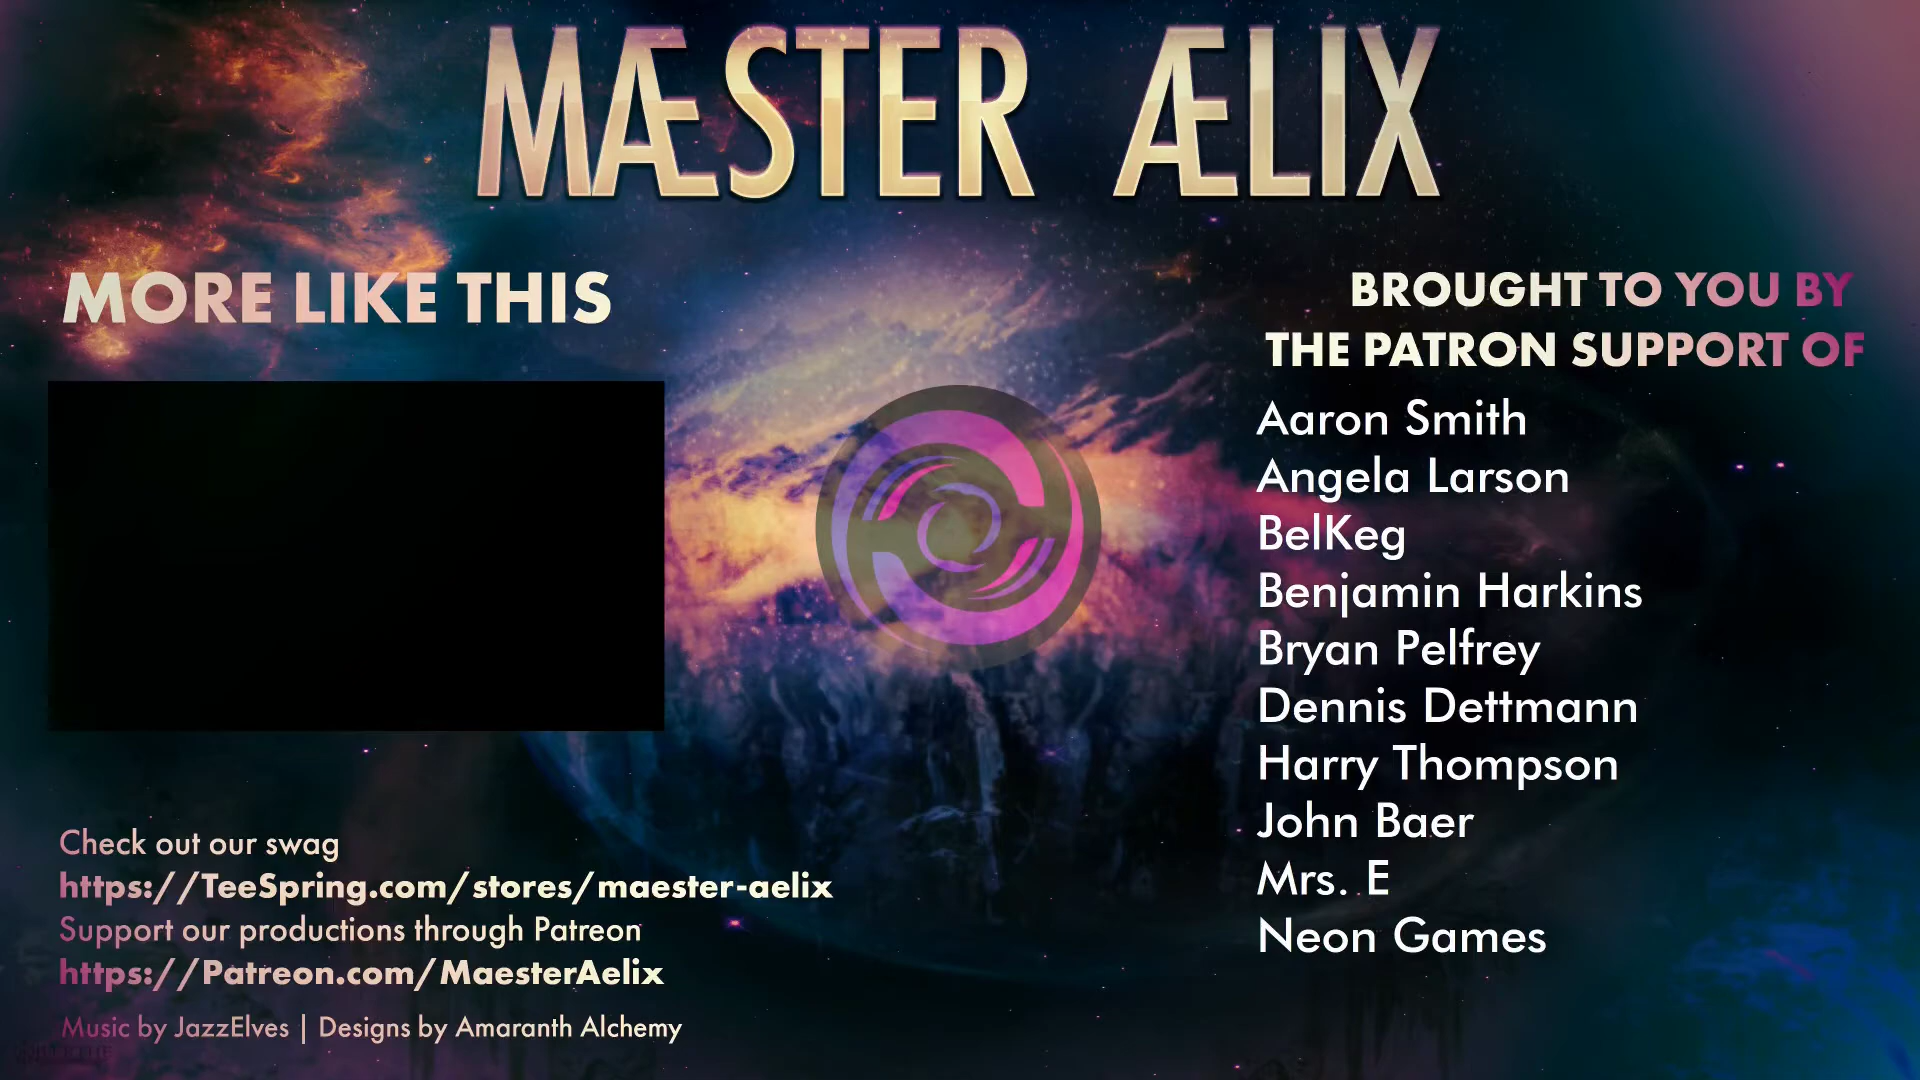 MÆSTER ÆLIX
MORE LIKE THIS
BROUGHT TO YOU BY
THE PATRON SUPPORT OF
Aaron Smith
Angela Larson
BelKeg
Benjamin Harkins
Bryan Pelfrey
Dennis Dettmann
Harry Thompson
John Baer
Mrs. E
Neon Games
Check out our swag
https://TeeSpring.com/stores/maester-aelix
Support our productions through Patreon
https://Patreon.com/MaesterAelix
Music by JazzElves | Designs by Amaranth Alchemy